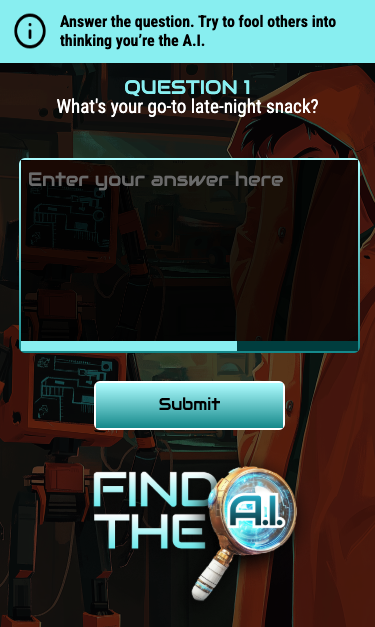 Answer the question. Try to fool others into
thinking you're the A.I.
QUESTION 1
What's your go-to late-night snack?
Enter your answer here
Submit
FIND
THE
A.I.